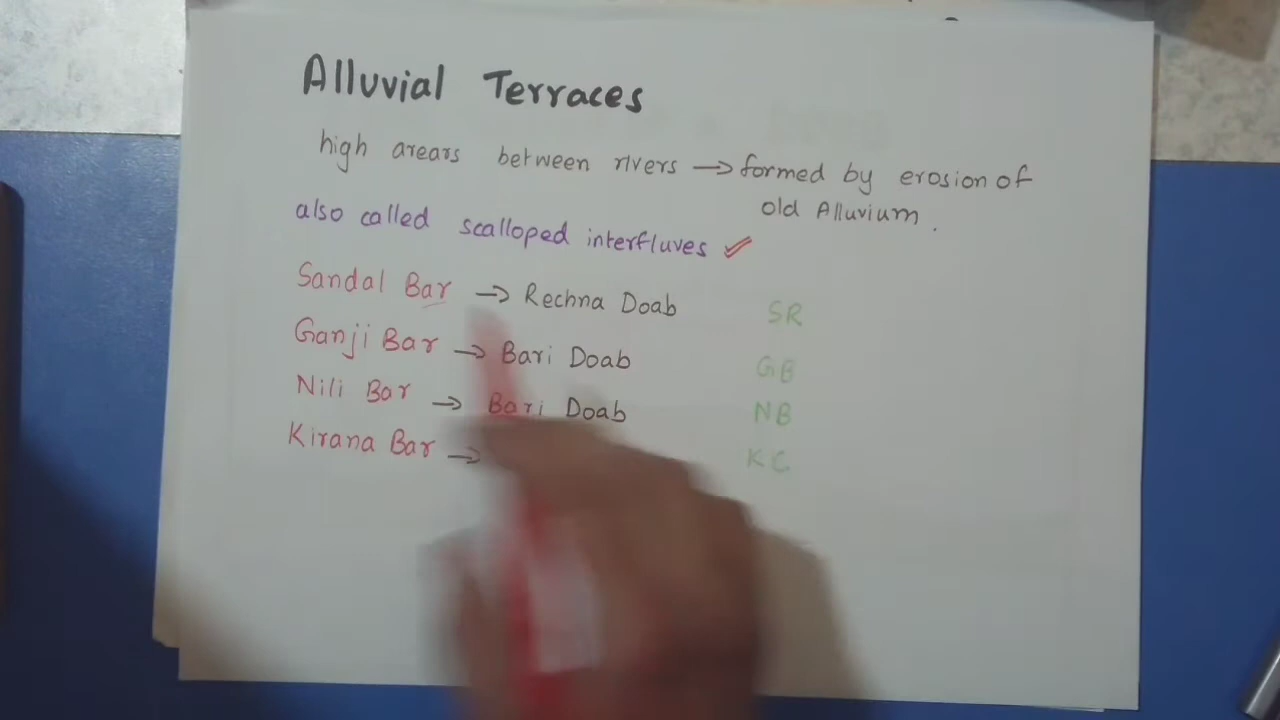 Alluvial Terraces
high arears between rivers → formed by erosion of
old Alluvium.
also called scalloped interfluves ✓
Sandal Bar → Rechna Doab SR
Ganji Bar → Bari Doab GB
Nili Bar → Bari Doab NB
Kirana Bar → KC